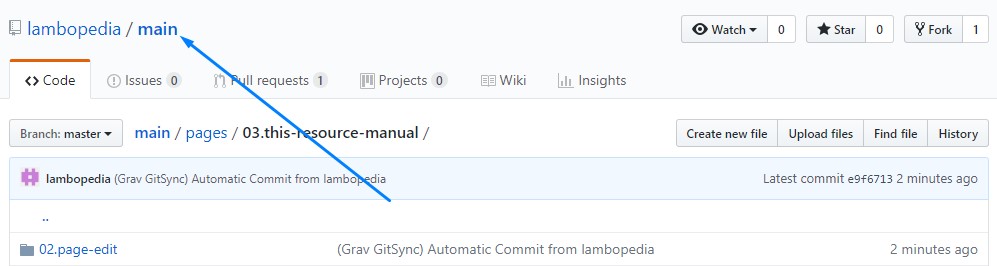 lambopedia / main Watch 0 Star 0 Fork 1
Code Issues 0 Pull requests 1 Projects 0 Wiki Insights
Branch: master main / pages / 03.this-resource-manual / Create new file Upload files Find file History
lambopedia (Grav GitSync) Automatic Commit from lambopedia Latest commit e9f6713 2 minutes ago
..
02.page-edit (Grav GitSync) Automatic Commit from lambopedia 2 minutes ago